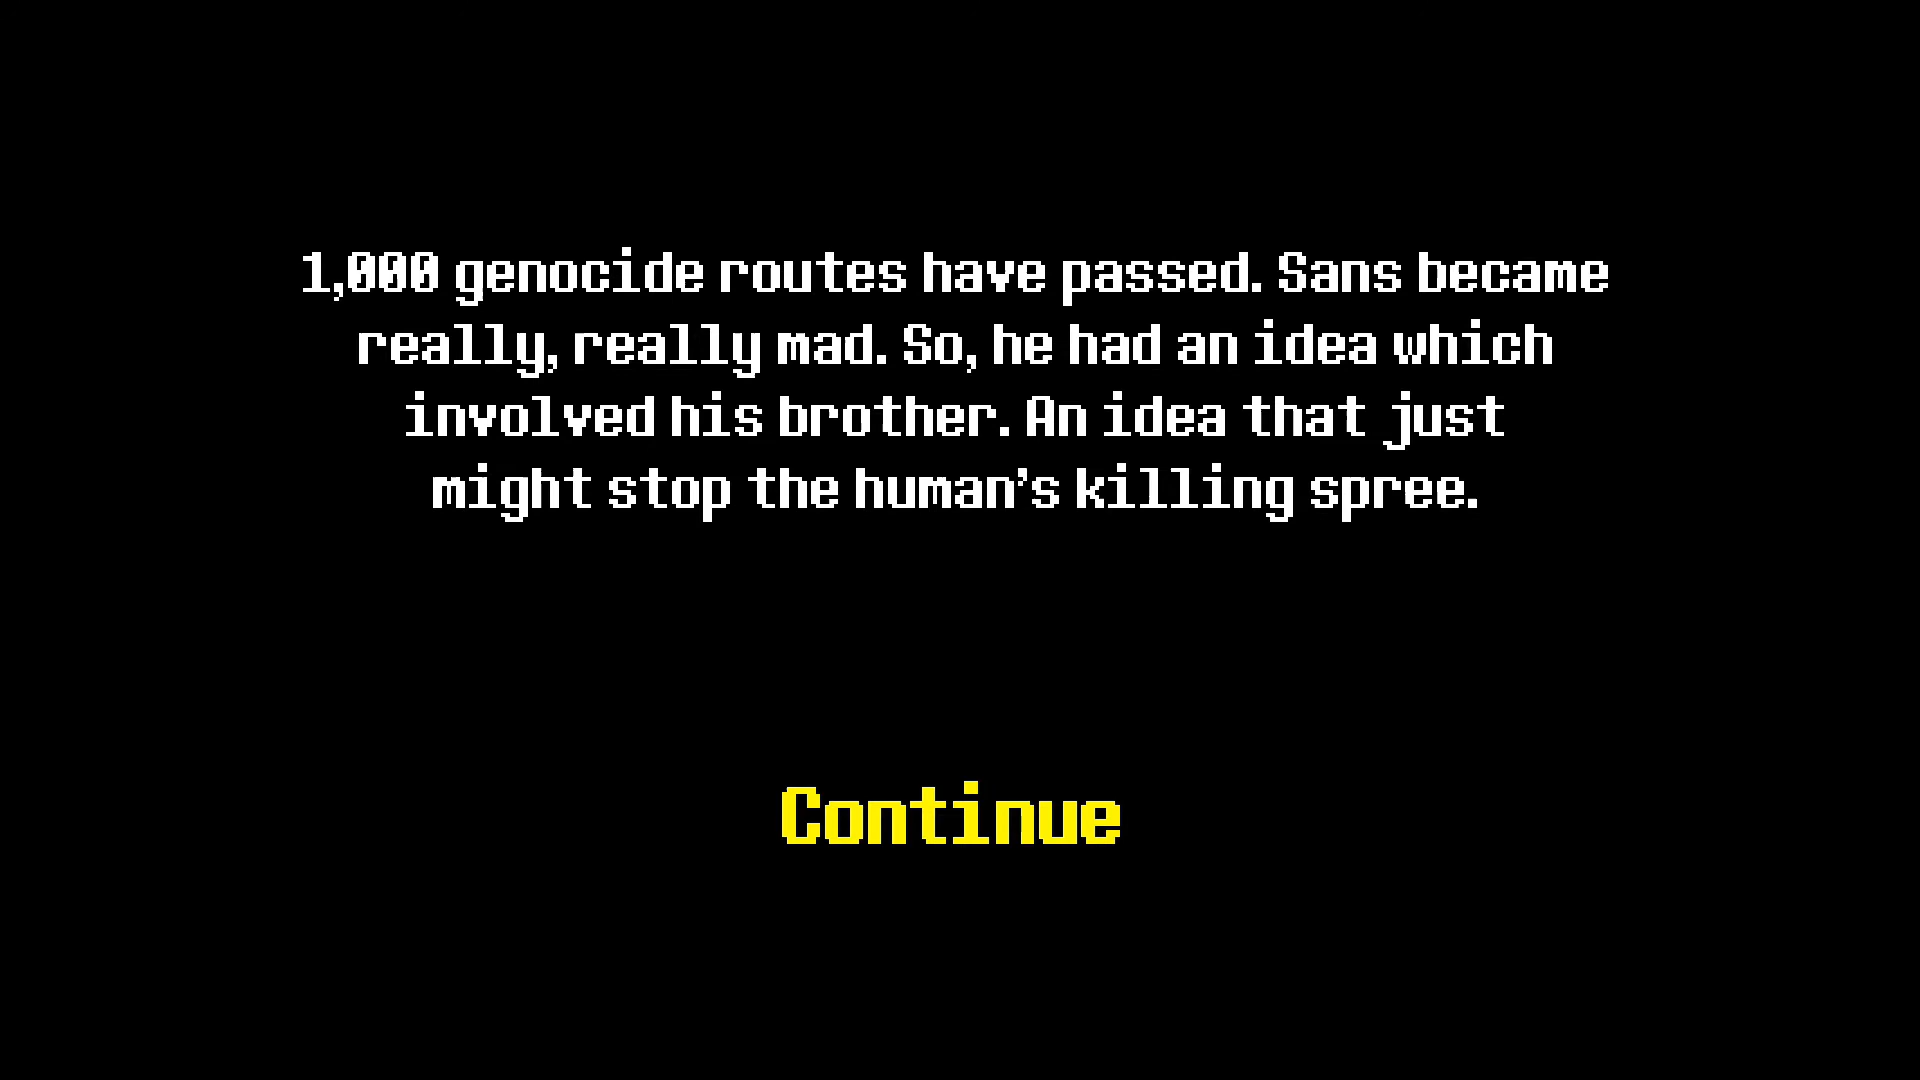 1,000 genocide routes have passed. Sans became
really, really mad. So, he had an idea which
involved his brother. An idea that just
might stop the human's killing spree.
Continue